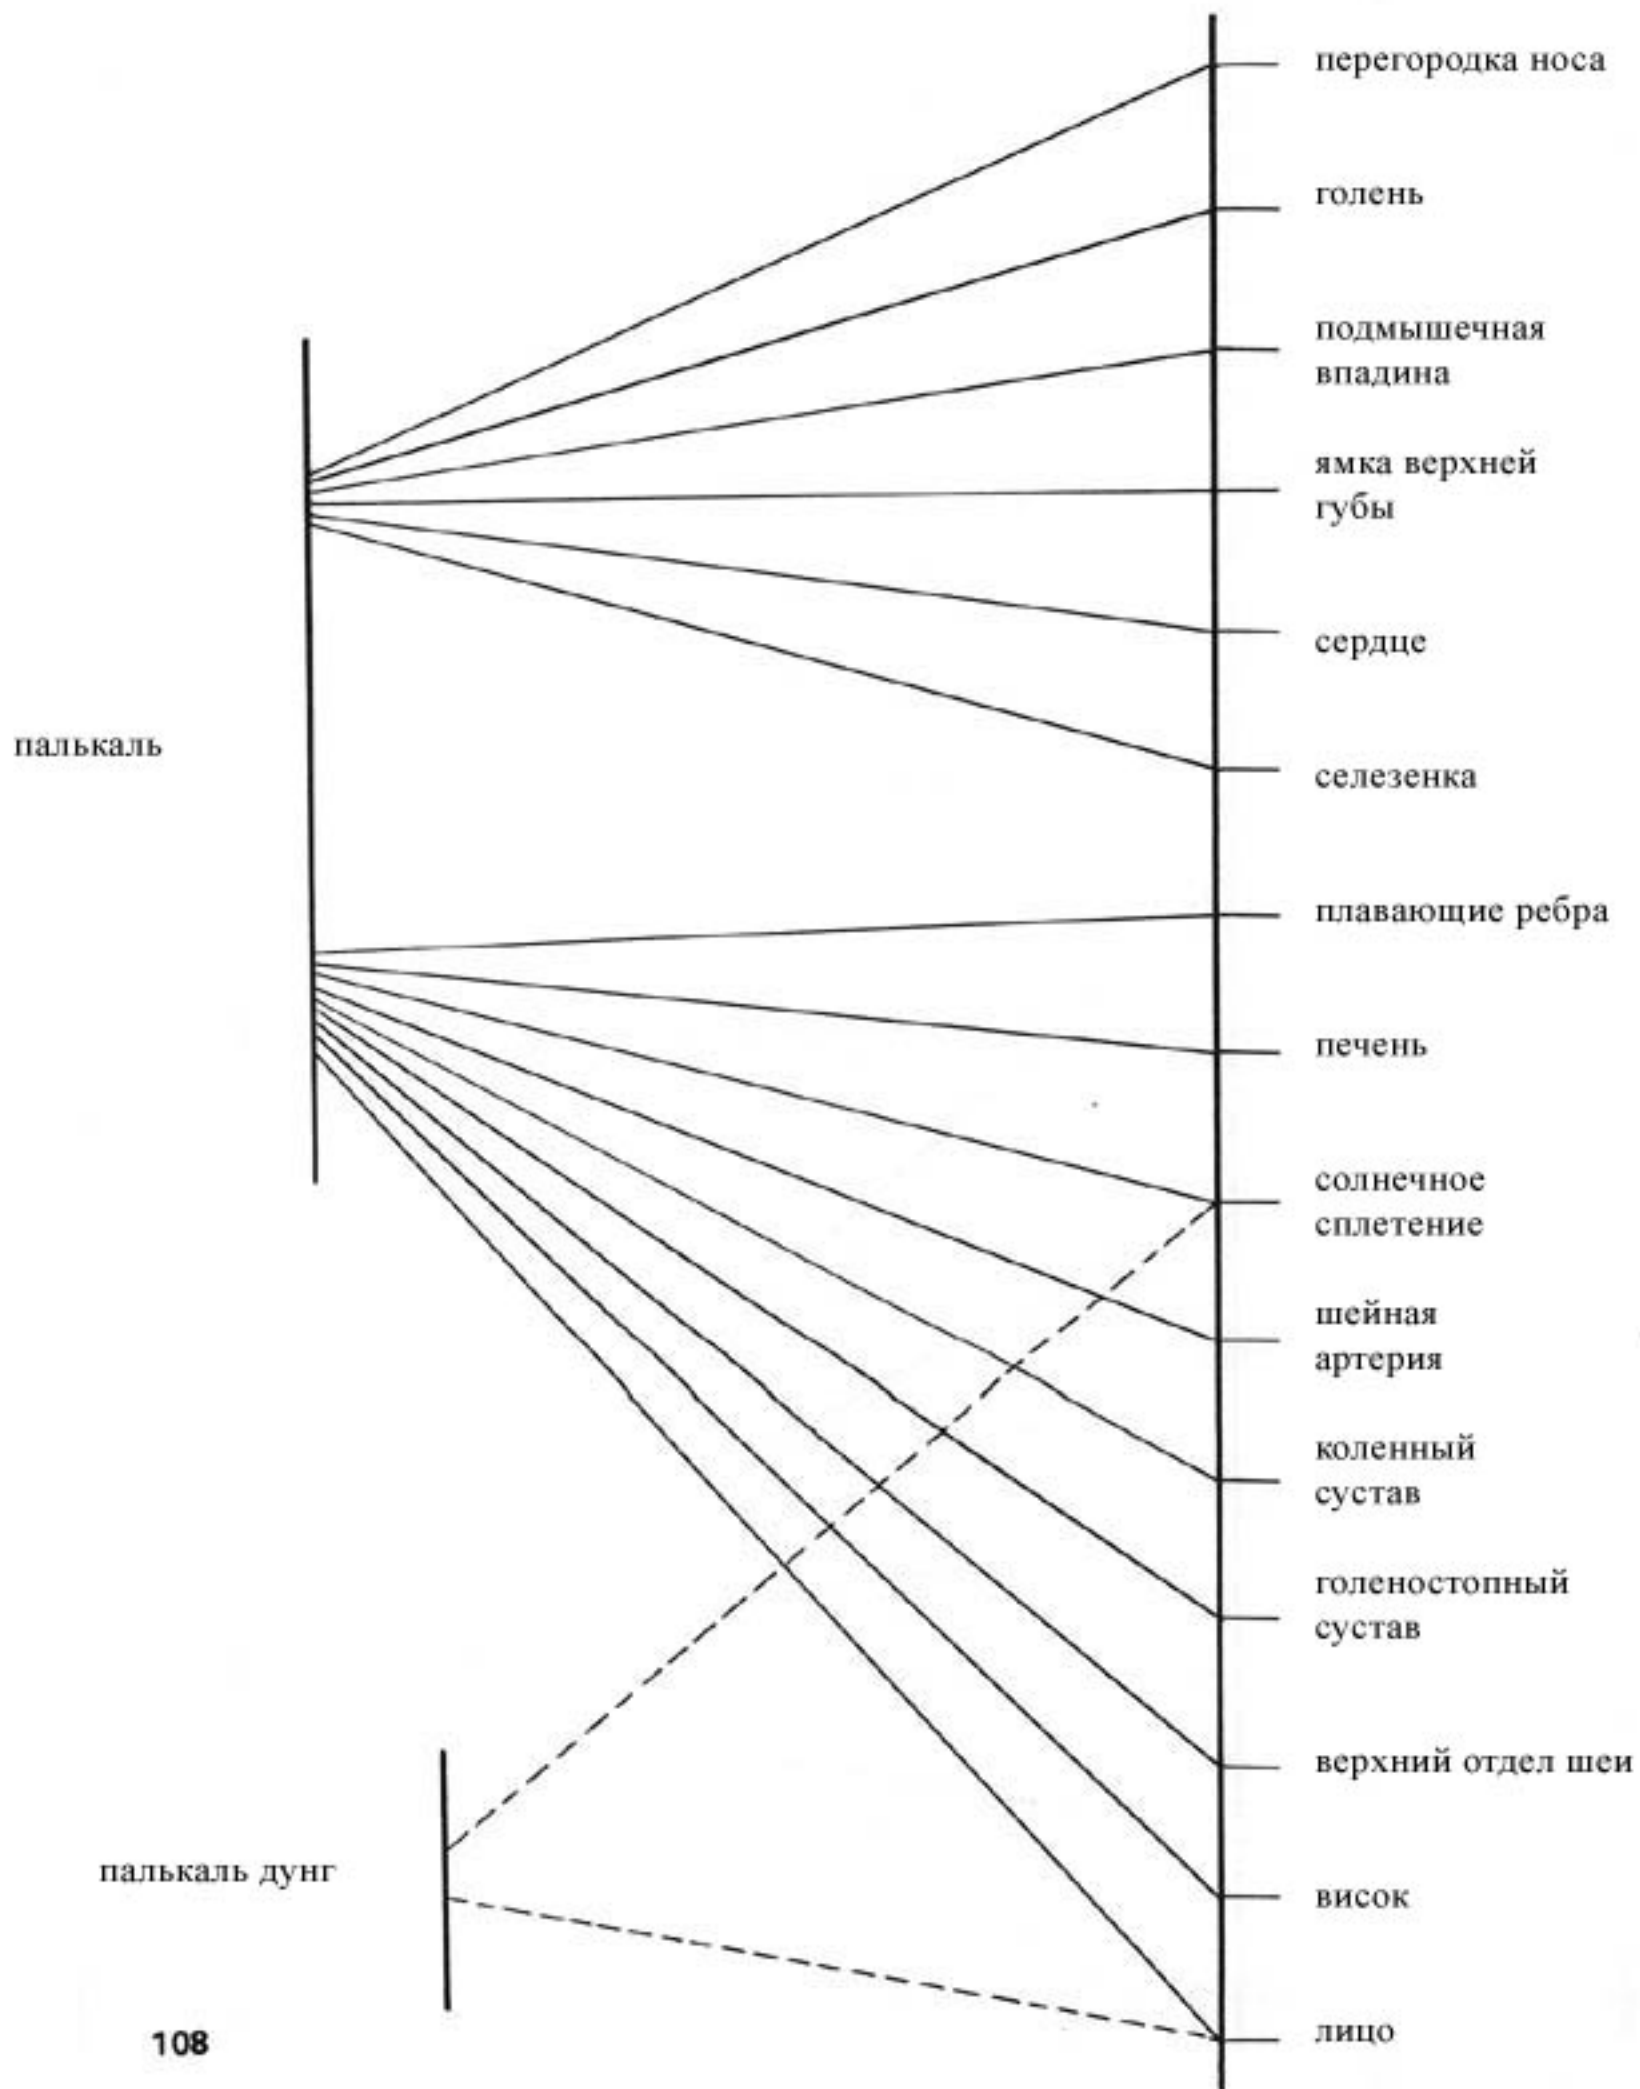 перегородка носа
голень
подмышечная
впадина
ямка верхней
губы
сердце
палькаль
селезенка
плавающие ребра
печень
солнечное
сплетение
шейная
артерия
коленный
сустав
голеностопный
сустав
верхний отдел шеи
палькаль дунг
висок
лицо
108